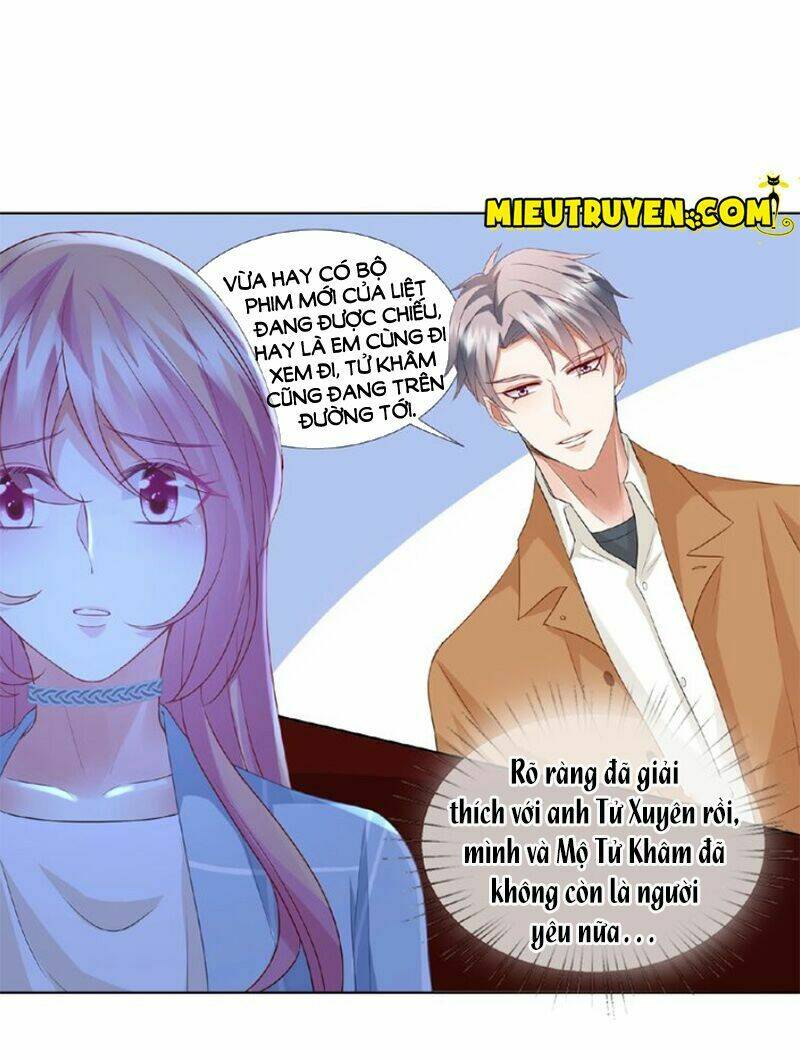 MIEUTRUYEN.COM
VỪA HAY CÓ BỘ
PHIM MỚI CỦA LIỆT
ĐANG ĐƯỢC CHIẾU,
HAY LÀ EM CÙNG ĐI
XEM ĐI, TỬ KHÂM
CŨNG ĐANG TRÊN
ĐƯỜNG TỚI.
Rõ ràng đã giải
thích với anh Tử Xuyên rồi,
mình và Mộ Tử Khâm đã
không còn là người
yêu nữa...